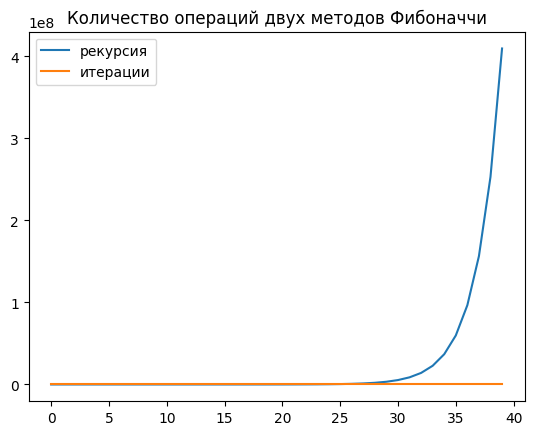 Количество операций двух методов Фибоначчи
1e8
рекурсия
итерации
4
3
2
1
0
0 5 10 15 20 25 30 35 40